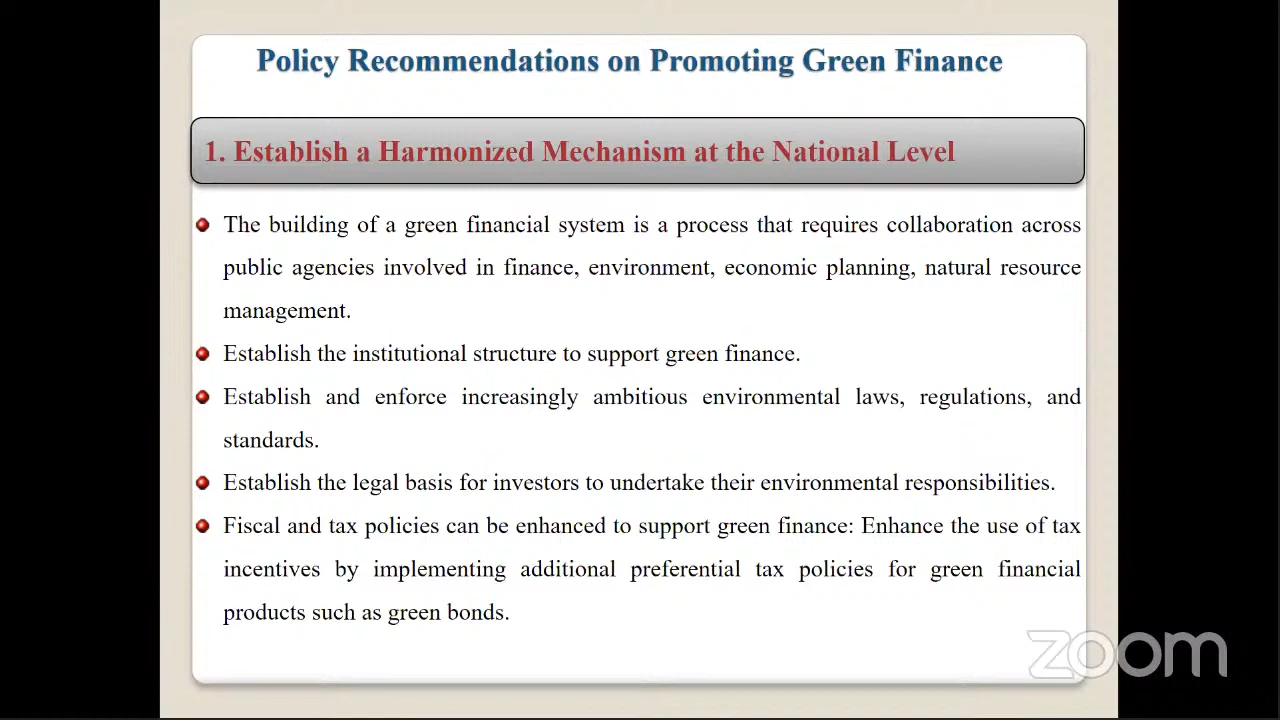 Policy Recommendations on Promoting Green Finance
1. Establish a Harmonized Mechanism at the National Level
The building of a green financial system is a process that requires collaboration across
public agencies involved in finance, environment, economic planning, natural resource
management.
Establish the institutional structure to support green finance.
Establish and enforce increasingly ambitious environmental laws, regulations, and
standards.
Establish the legal basis for investors to undertake their environmental responsibilities.
Fiscal and tax policies can be enhanced to support green finance: Enhance the use of tax
incentives by implementing additional preferential tax policies for green financial
products such as green bonds.
zoom